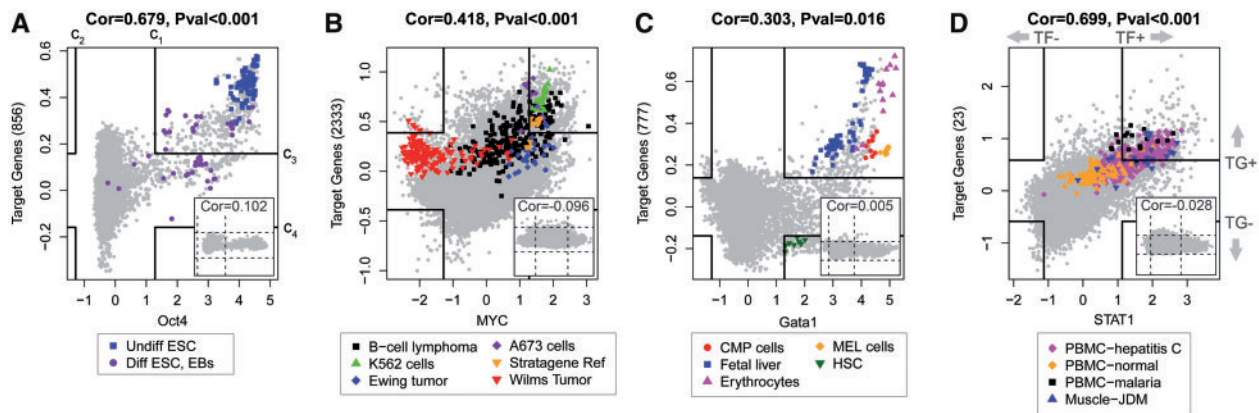 A
Cor=0.679, Pval<0.001
C2
C1
Target Genes (856)
0.6
0.4
0.2
0.0
−0.2
C3
C4
Cor=0.102
−1 0 1 2 3 4 5
Oct4
Undiff ESC
Diff ESC, EBs
B
Cor=0.418, Pval<0.001
Target Genes (2333)
1.0
0.5
0.0
−0.5
−1.0
Cor=-0.096
−2 −1 0 1 2 3
MYC
B−cell lymphoma
K562 cells
Ewing tumor
A673 cells
Stratagene Ref
Wilms Tumor
C
Cor=0.303, Pval=0.016
Target Genes (777)
0.6
0.4
0.2
0.0
−0.2
Cor=0.005
−1 0 1 2 3 4 5
Gata1
CMP cells
Fetal liver
Erythrocytes
MEL cells
HSC
D
Cor=0.699, Pval<0.001
TF-
TF+
Target Genes (23)
2
1
0
−1
TG+
TG-
Cor=-0.028
−2 −1 0 1 2 3
STAT1
PBMC−hepatitis C
PBMC−normal
PBMC−malaria
Muscle−JDM